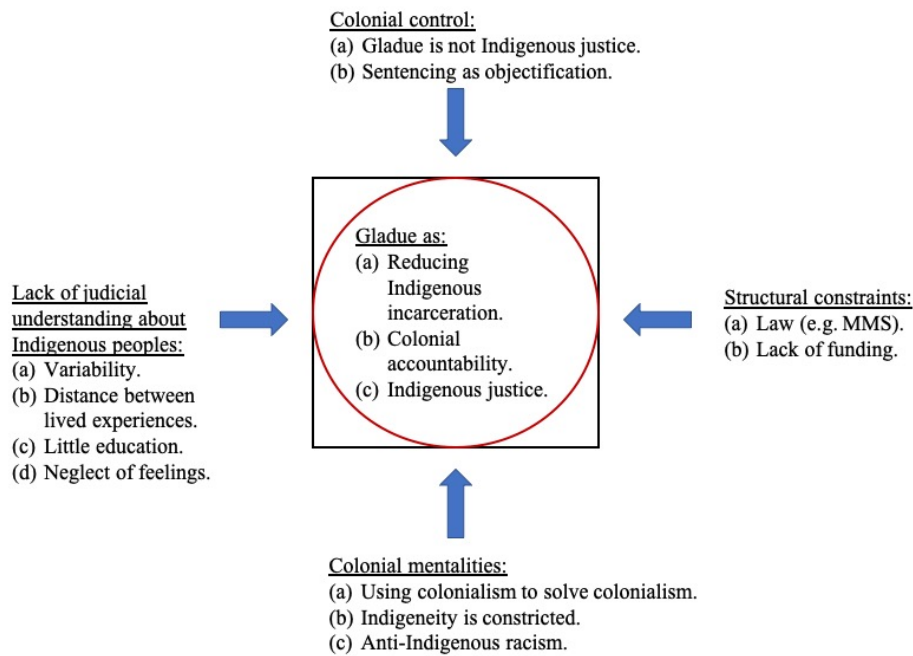 Colonial control:
(a) Gladue is not Indigenous justice.
(b) Sentencing as objectification.
Gladue as:
(a) Reducing
Indigenous
incarceration.
(b) Colonial
accountability.
(c) Indigenous justice.
Lack of judicial
understanding about
Indigenous peoples:
(a) Variability.
(b) Distance between
lived experiences.
(c) Little education.
(d) Neglect of feelings.
Structural constraints:
(a) Law (e.g. MMS).
(b) Lack of funding.
Colonial mentalities:
(a) Using colonialism to solve colonialism.
(b) Indigeneity is constricted.
(c) Anti-Indigenous racism.